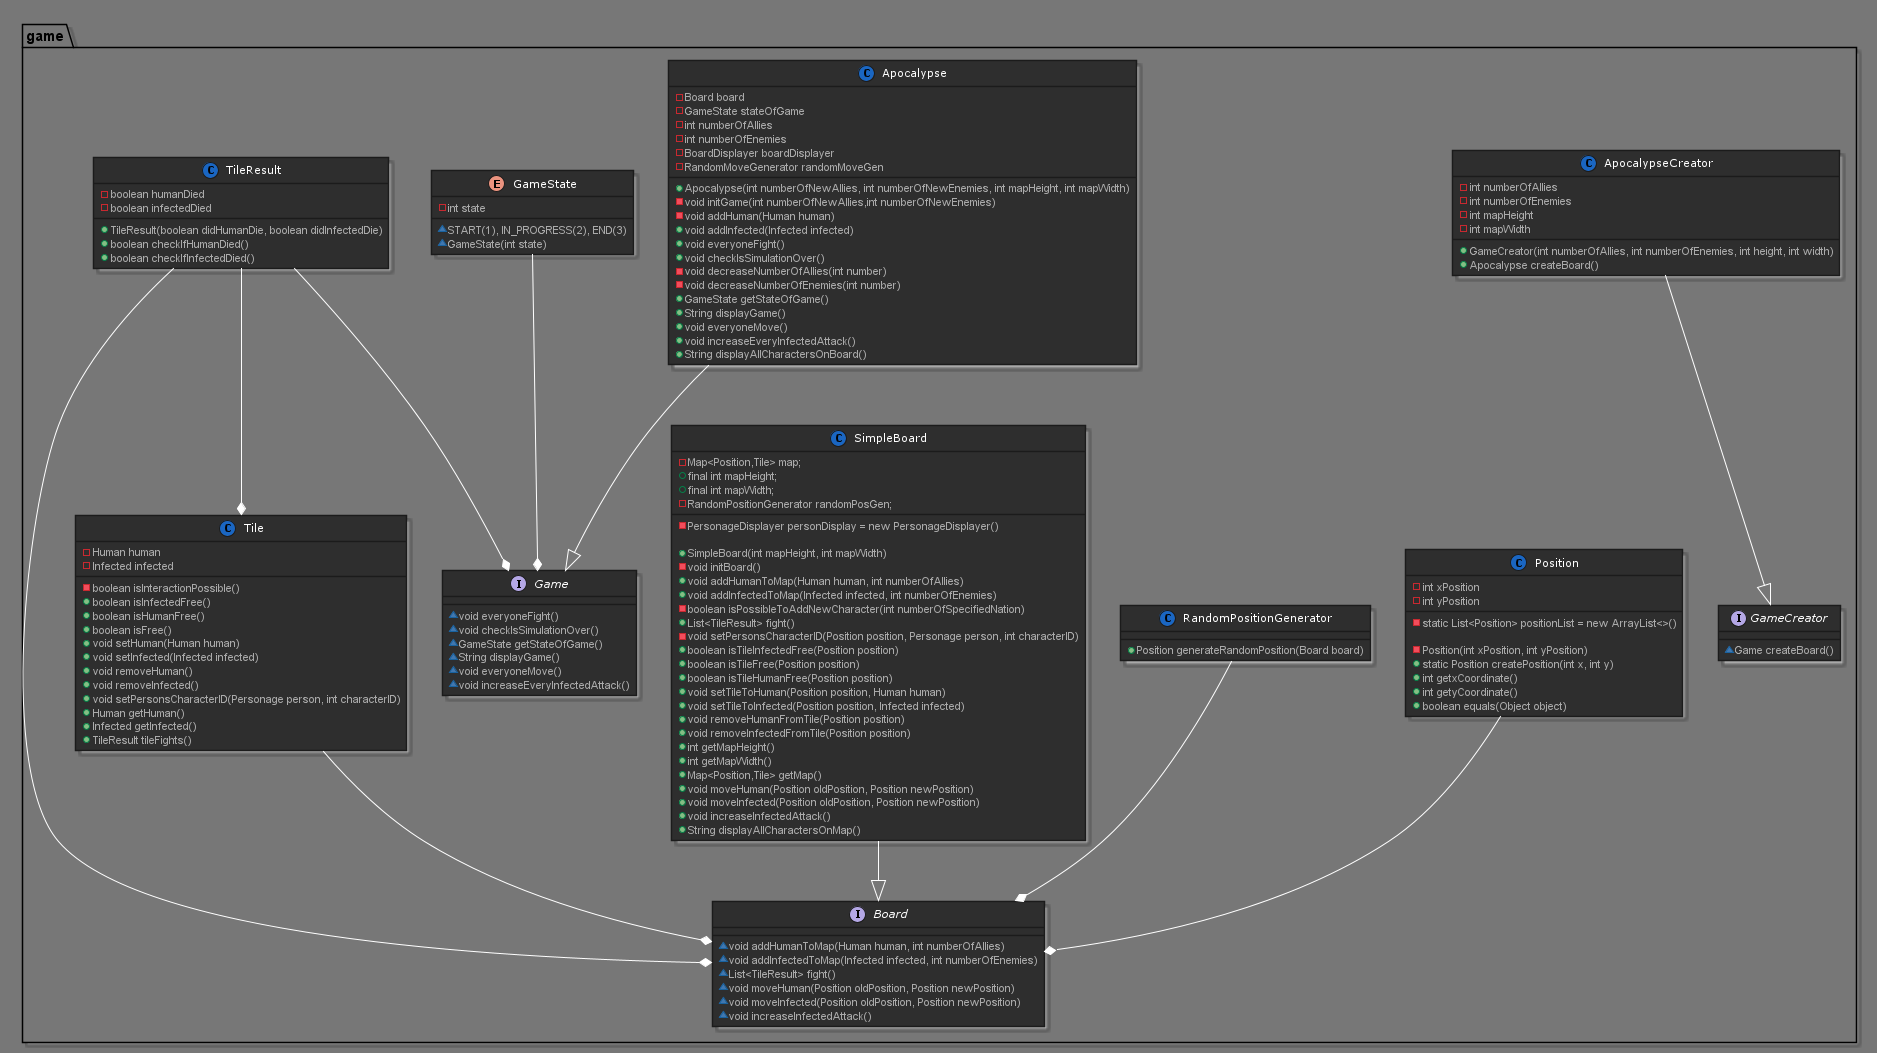 game
C Apocalypse
Board board
GameState stateOfGame
int numberOfAllies
int numberOfEnemies
BoardDisplayer boardDisplayer
RandomMoveGenerator randomMoveGen
Apocalypse(int numberOfNewAllies, int numberOfNewEnemies, int mapHeight, int mapWidth)
void initGame(int numberOfNewAllies,int numberOfNewEnemies)
void addHuman(Human human)
void addInfected(Infected infected)
void everyoneFight()
void checkIsSimulationOver()
void decreaseNumberOfAllies(int number)
void decreaseNumberOfEnemies(int number)
GameState getStateOfGame()
String displayGame()
void everyoneMove()
void increaseEveryInfectedAttack()
String displayAllCharactersOnBoard()
C TileResult
boolean humanDied
boolean infectedDied
TileResult(boolean didHumanDie, boolean didInfectedDie)
boolean checkIfHumanDied()
boolean checkIfInfectedDied()
E GameState
int state
START(1), IN_PROGRESS(2), END(3)
GameState(int state)
C ApocalypseCreator
int numberOfAllies
int numberOfEnemies
int mapHeight
int mapWidth
GameCreator(int numberOfAllies, int numberOfEnemies, int height, int width)
Apocalypse createBoard()
C SimpleBoard
Map<Position,Tile> map;
final int mapHeight;
final int mapWidth;
RandomPositionGenerator randomPosGen;
PersonageDisplayer personDisplay = new PersonageDisplayer()
SimpleBoard(int mapHeight, int mapWidth)
void initBoard()
void addHumanToMap(Human human, int numberOfAllies)
void addInfectedToMap(Infected infected, int numberOfEnemies)
boolean isPossibleToAddNewCharacter(int numberOfSpecifiedNation)
List<TileResult> fight()
void setPersonsCharacterID(Position position, Personage person, int characterID)
boolean isTileInfectedFree(Position position)
boolean isTileFree(Position position)
boolean isTileHumanFree(Position position)
void setTileToHuman(Position position, Human human)
void setTileToInfected(Position position, Infected infected)
void removeHumanFromTile(Position position)
void removeInfectedFromTile(Position position)
int getMapHeight()
int getMapWidth()
Map<Position,Tile> getMap()
void moveHuman(Position oldPosition, Position newPosition)
void moveInfected(Position oldPosition, Position newPosition)
void increaseInfectedAttack()
String displayAllCharactersOnMap()
C Tile
Human human
Infected infected
boolean isInteractionPossible()
boolean isInfectedFree()
boolean isHumanFree()
boolean isFree()
void setHuman(Human human)
void setInfected(Infected infected)
void removeHuman()
void removeInfected()
void setPersonsCharacterID(Personage person, int characterID)
Human getHuman()
Infected getInfected()
TileResult tileFights()
I Game
void everyoneFight()
void checkIsSimulationOver()
GameState getStateOfGame()
String displayGame()
void everyoneMove()
void increaseEveryInfectedAttack()
C RandomPositionGenerator
Position generateRandomPosition(Board board)
C Position
int xPosition
int yPosition
static List<Position> positionList = new ArrayList<>()
Position(int xPosition, int yPosition)
static Position createPosition(int x, int y)
int getxCoordinate()
int getyCoordinate()
boolean equals(Object object)
I GameCreator
Game createBoard()
I Board
void addHumanToMap(Human human, int numberOfAllies)
void addInfectedToMap(Infected infected, int numberOfEnemies)
List<TileResult> fight()
void moveHuman(Position oldPosition, Position newPosition)
void moveInfected(Position oldPosition, Position newPosition)
void increaseInfectedAttack()